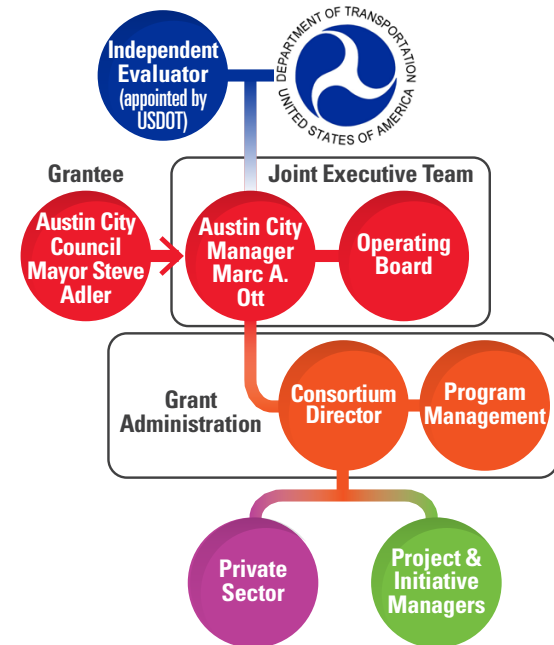 Independent
Evaluator
(appointed by
USDOT)
DEPARTMENT OF TRANSPORTATION
UNITED STATES OF AMERICA
Grantee
Joint Executive Team
Austin City
Council
Mayor Steve
Adler
Austin City
Manager
Marc A.
Ott
Operating
Board
Grant
Administration
Consortium
Director
Program
Management
Private
Sector
Project &
Initiative
Managers